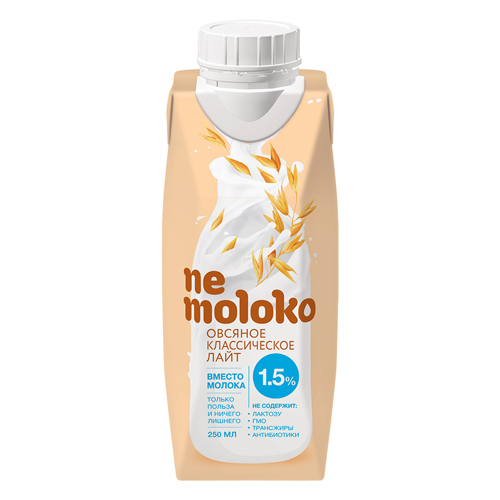 ne
moloko
ОВСЯНОЕ
КЛАССИЧЕСКОЕ
ЛАЙТ
ВМЕСТО
МОЛОКА
1.5%
ТОЛЬКО
ПОЛЬЗА
И НИЧЕГО
ЛИШНЕГО
250 МЛ
НЕ СОДЕРЖИТ:
• ЛАКТОЗУ
• ГМО
• ТРАНСЖИРЫ
• АНТИБИОТИКИ